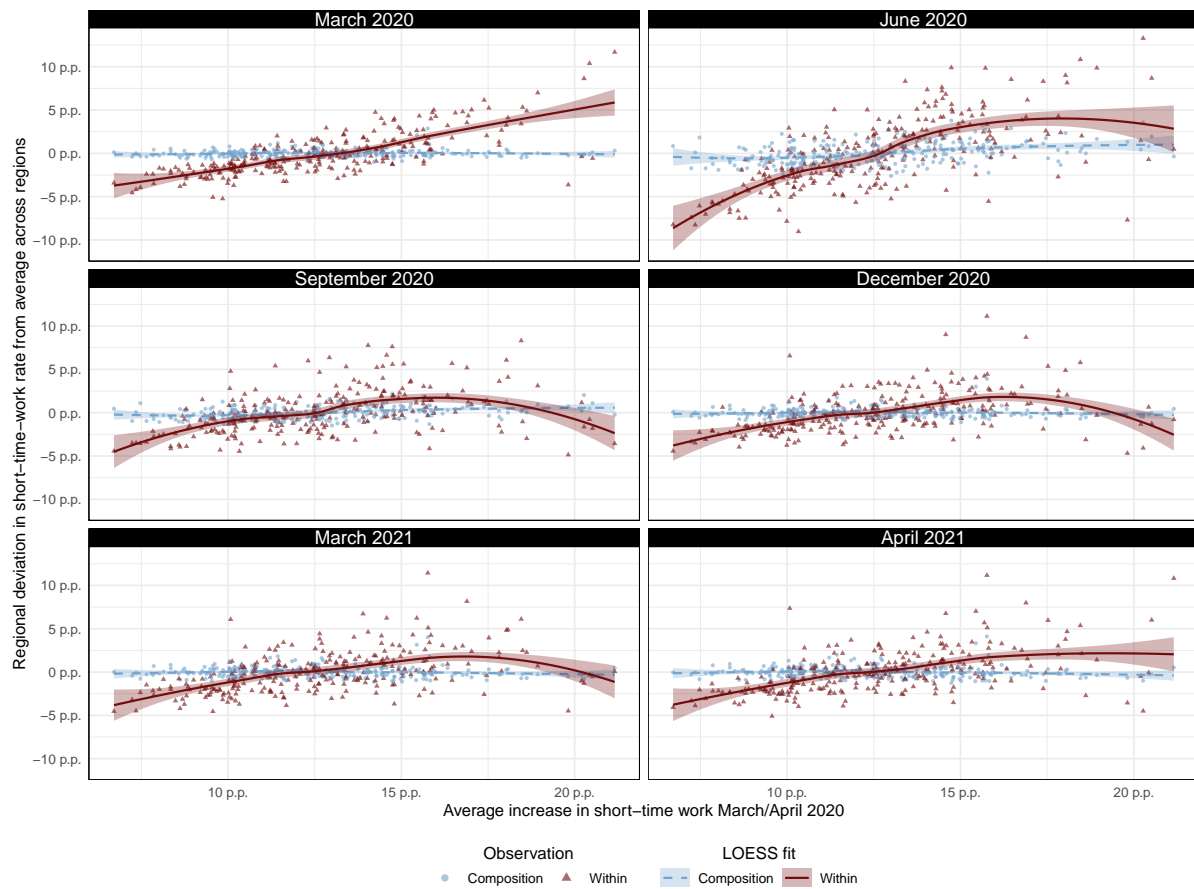 March 2020
June 2020
10 p.p.
5 p.p.
0 p.p.
−5 p.p.
−10 p.p.
September 2020
December 2020
10 p.p.
5 p.p.
0 p.p.
−5 p.p.
−10 p.p.
March 2021
April 2021
10 p.p.
5 p.p.
0 p.p.
−5 p.p.
−10 p.p.
10 p.p.
15 p.p.
20 p.p.
10 p.p.
15 p.p.
20 p.p.
Regional deviation in short−time−work rate from average across regions
Average increase in short−time work March/April 2020
Observation
Composition
Within
LOESS fit
Composition
Within